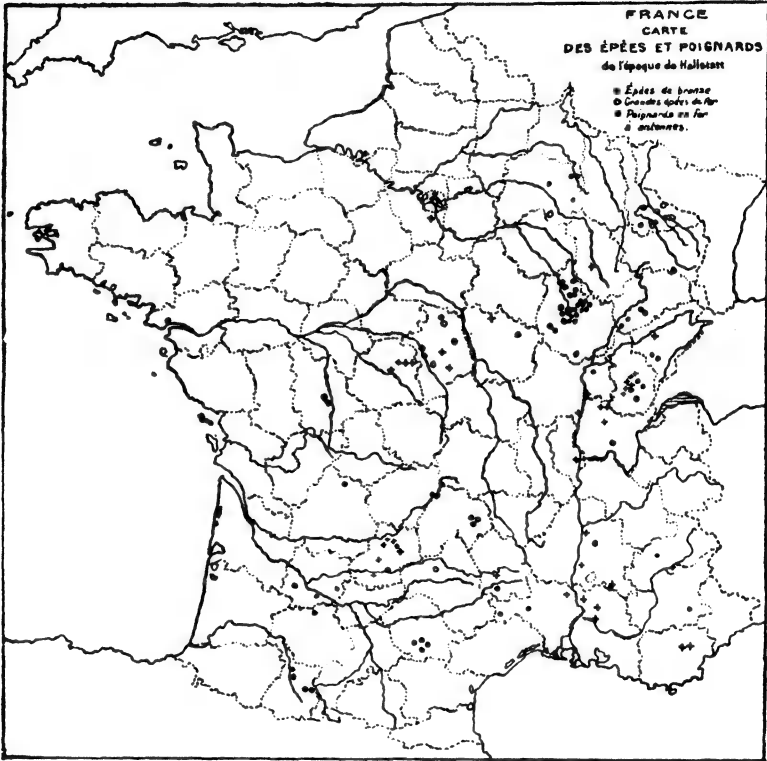 FRANCE
CARTE
DES ÉPÉES ET POIGNARDS
de l'époque de Hallstatt
Épées de bronze
Grandes épées de fer
Poignards en fer
à antennes.